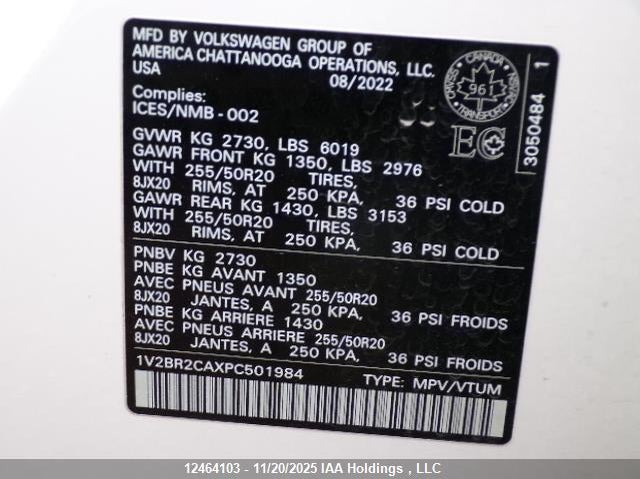 MFD BY VOLKSWAGEN GROUP OF
AMERICA CHATTANOOGA OPERATIONS, LLC.
USA 08/2022
Complies:
ICES/NMB-002
CANADA
961
TRANSPORT
EC
3050484 1
GVWR KG 2730, LBS 6019
GAWR FRONT KG 1350, LBS 2976
WITH 255/50R20 TIRES,
8JX20 RIMS, AT 250 KPA, 36 PSI COLD
GAWR REAR KG 1430, LBS 3153
WITH 255/50R20 TIRES,
8JX20 RIMS, AT 250 KPA, 36 PSI COLD
PNBV KG 2730
PNBE KG AVANT 1350
AVEC PNEUS AVANT 255/50R20
8JX20 JANTES, A 250 KPA, 36 PSI FROIDS
PNBE KG ARRIERE 1430
AVEC PNEUS ARRIERE 255/50R20
8JX20 JANTES, A 250 KPA, 36 PSI FROIDS
1V2BR2CAXPC501984 TYPE: MPV/VTUM
12464103 - 11/20/2025 IAA Holdings , LLC